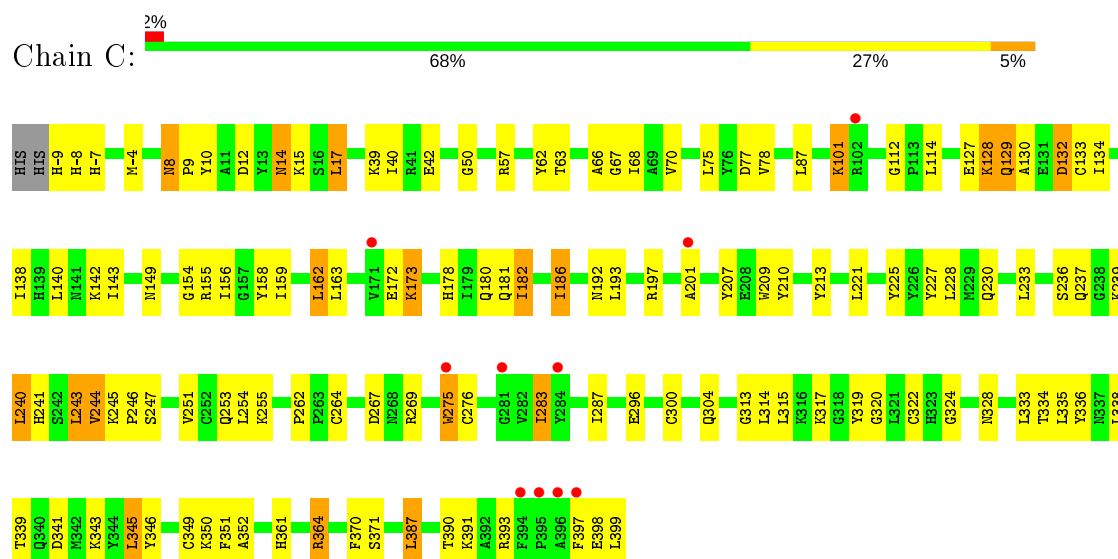 2%
Chain C:
68% 27% 5%
HIS HIS H-9 H-8 H-7 M-4 N8 P9 Y10 A11 D12 Y13 N14 K15 S16 L17 K39 I40 R41 E42 G50 R57 Y62 T63 A66 G67 I68 A69 V70 L75 Y76 D77 V78 L87 K101 R102 G112 P113 L114 E127 K128 Q129 A130 E131 D132 C133 I134
I138 H139 L140 N141 K142 I143 N149 G154 R155 I156 G157 Y158 I159 L162 L163 V171 E172 K173 H178 I179 Q180 Q181 I182 I186 N192 L193 R197 A201 Y207 E208 W209 Y210 Y213 L221 Y225 Y226 Y227 L228 M229 Q230 L233 S236 Q237 G238 K239
L240 H241 S242 L243 V244 K245 P246 S247 V251 C252 Q253 L254 K255 P262 P263 C264 D267 N268 R269 W275 C276 G281 V282 I283 Y284 I287 E296 C300 Q304 G313 L314 L315 K316 K317 G318 Y319 G320 L321 C322 H323 G324 N328 L333 T334 L335 Y336 N337 L338
T339 Q340 D341 M342 K343 Y344 L345 Y346 C349 K350 F351 A352 H361 R364 F370 S371 L387 T390 K391 A392 R393 F394 P395 A396 F397 E398 L399